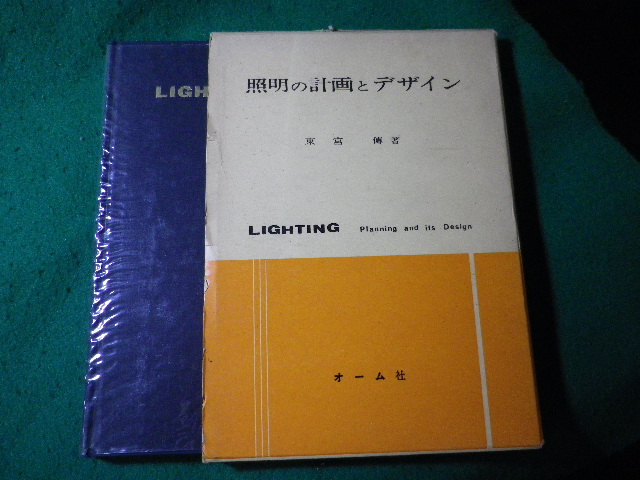 LIGH
照明の計画とデザイン
東宮 傳著
LIGHTING Planning and its Design
オーム社